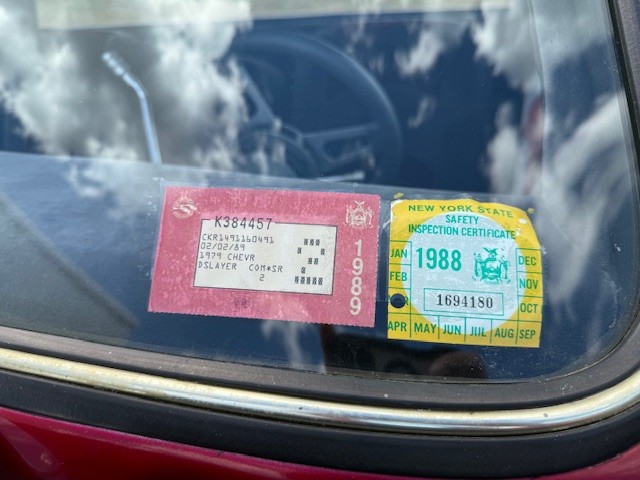 K384457
CKR1491160491
02/02/89
1979 CHEVR
DSLAYER COM*SR
2
1989
NEW YORK STATE
SAFETY
INSPECTION CERTIFICATE
JAN 1988 DEC
FEB NOV
1694180 OCT
APR MAY JUN JUL AUG SEP